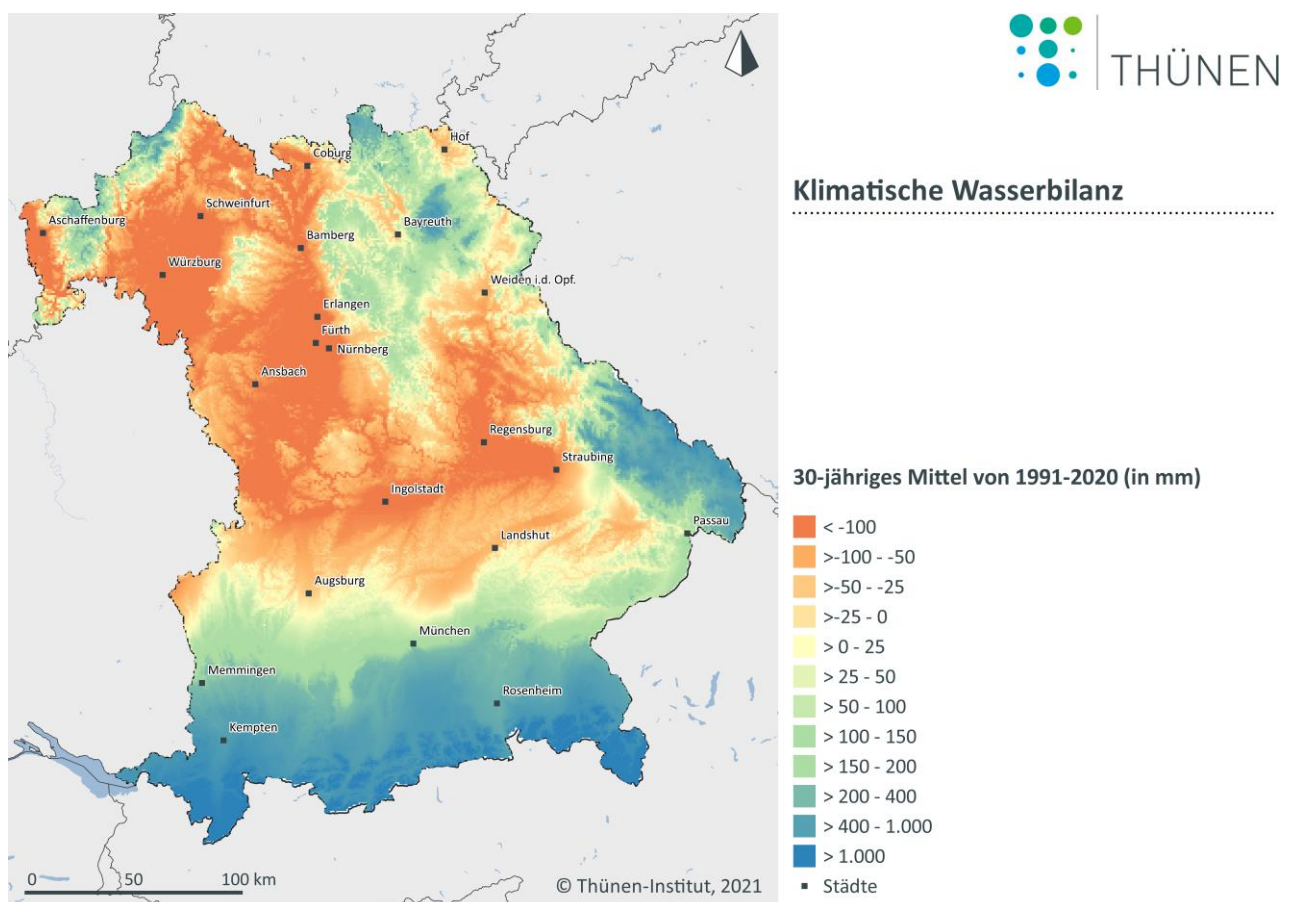 THÜNEN
Klimatische Wasserbilanz
Hof
Coburg
Schweinfurt
Aschaffenburg
Bayreuth
Bamberg
Würzburg
Weiden i.d. Opf.
Erlangen
Fürth
Nürnberg
Ansbach
Regensburg
Straubing
Ingolstadt
Passau
Landshut
Augsburg
München
Memmingen
Rosenheim
Kempten
0 50 100 km
© Thünen-Institut, 2021
30-jähriges Mittel von 1991-2020 (in mm)
< -100
>-100 - -50
>-50 - -25
>-25 - 0
> 0 - 25
> 25 - 50
> 50 - 100
> 100 - 150
> 150 - 200
> 200 - 400
> 400 - 1.000
> 1.000
Städte